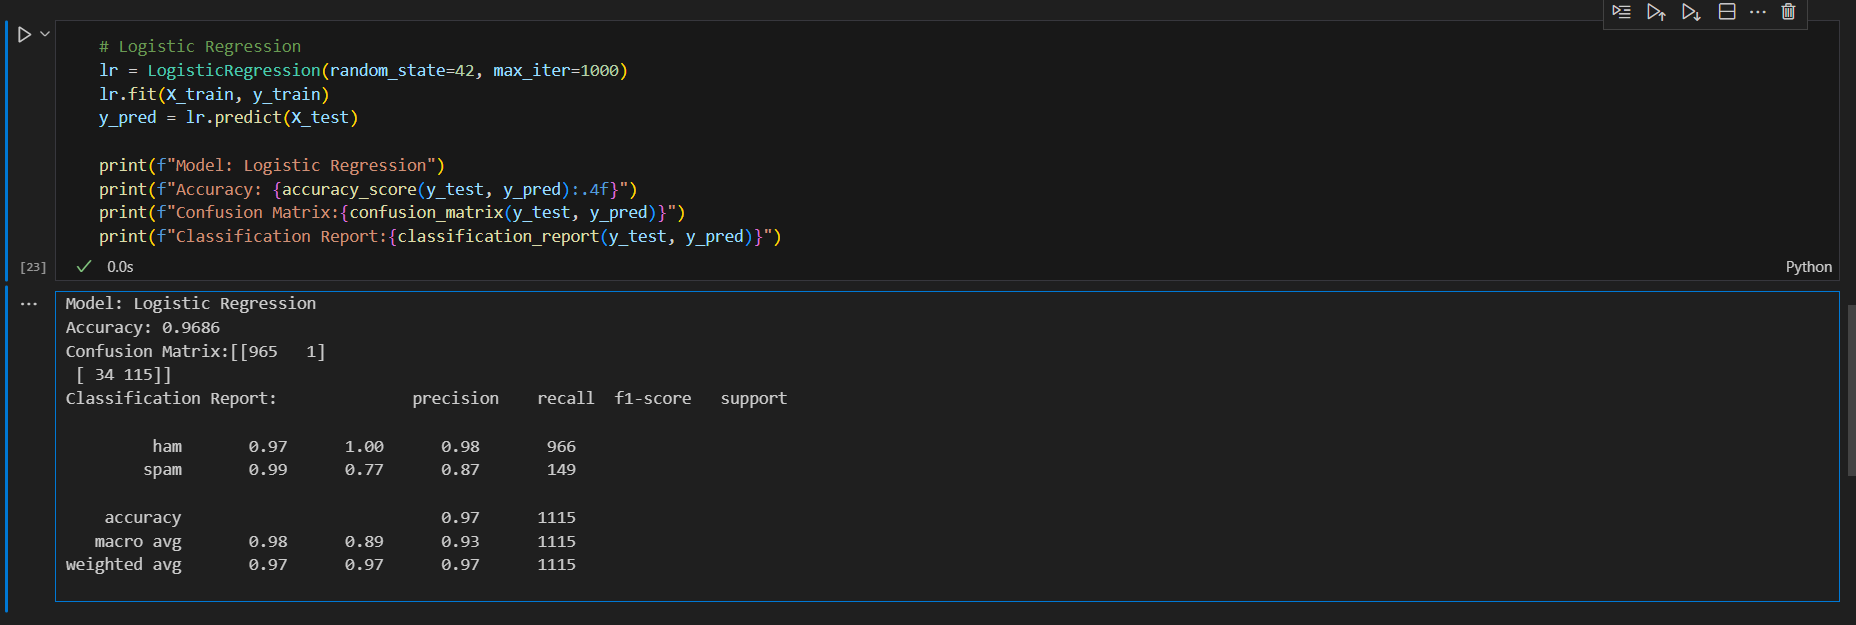 # Logistic Regression
lr = LogisticRegression(random_state=42, max_iter=1000)
lr.fit(X_train, y_train)
y_pred = lr.predict(X_test)
print(f"Model: Logistic Regression")
print(f"Accuracy: {accuracy_score(y_test, y_pred):.4f}")
print(f"Confusion Matrix:{confusion_matrix(y_test, y_pred)}")
print(f"Classification Report:{classification_report(y_test, y_pred)}")
[23] 0.0s Python
Model: Logistic Regression
Accuracy: 0.9686
Confusion Matrix:[[965   1]
 [ 34 115]]
Classification Report:              precision    recall  f1-score   support
         ham       0.97      1.00      0.98       966
        spam       0.99      0.77      0.87       149
    accuracy                           0.97      1115
   macro avg       0.98      0.89      0.93      1115
weighted avg       0.97      0.97      0.97      1115